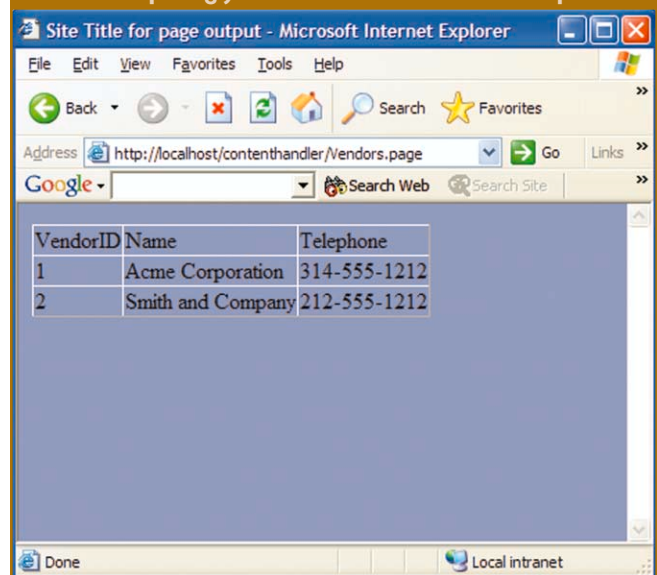 Site Title for page output - Microsoft Internet Explorer
File Edit View Favorites Tools Help
Back Search Favorites »
Address http://localhost/contenthandler/Vendors.page Go Links »
Google Search Web Search Site »
VendorID Name Telephone
1 Acme Corporation 314-555-1212
2 Smith and Company 212-555-1212
Done Local intranet